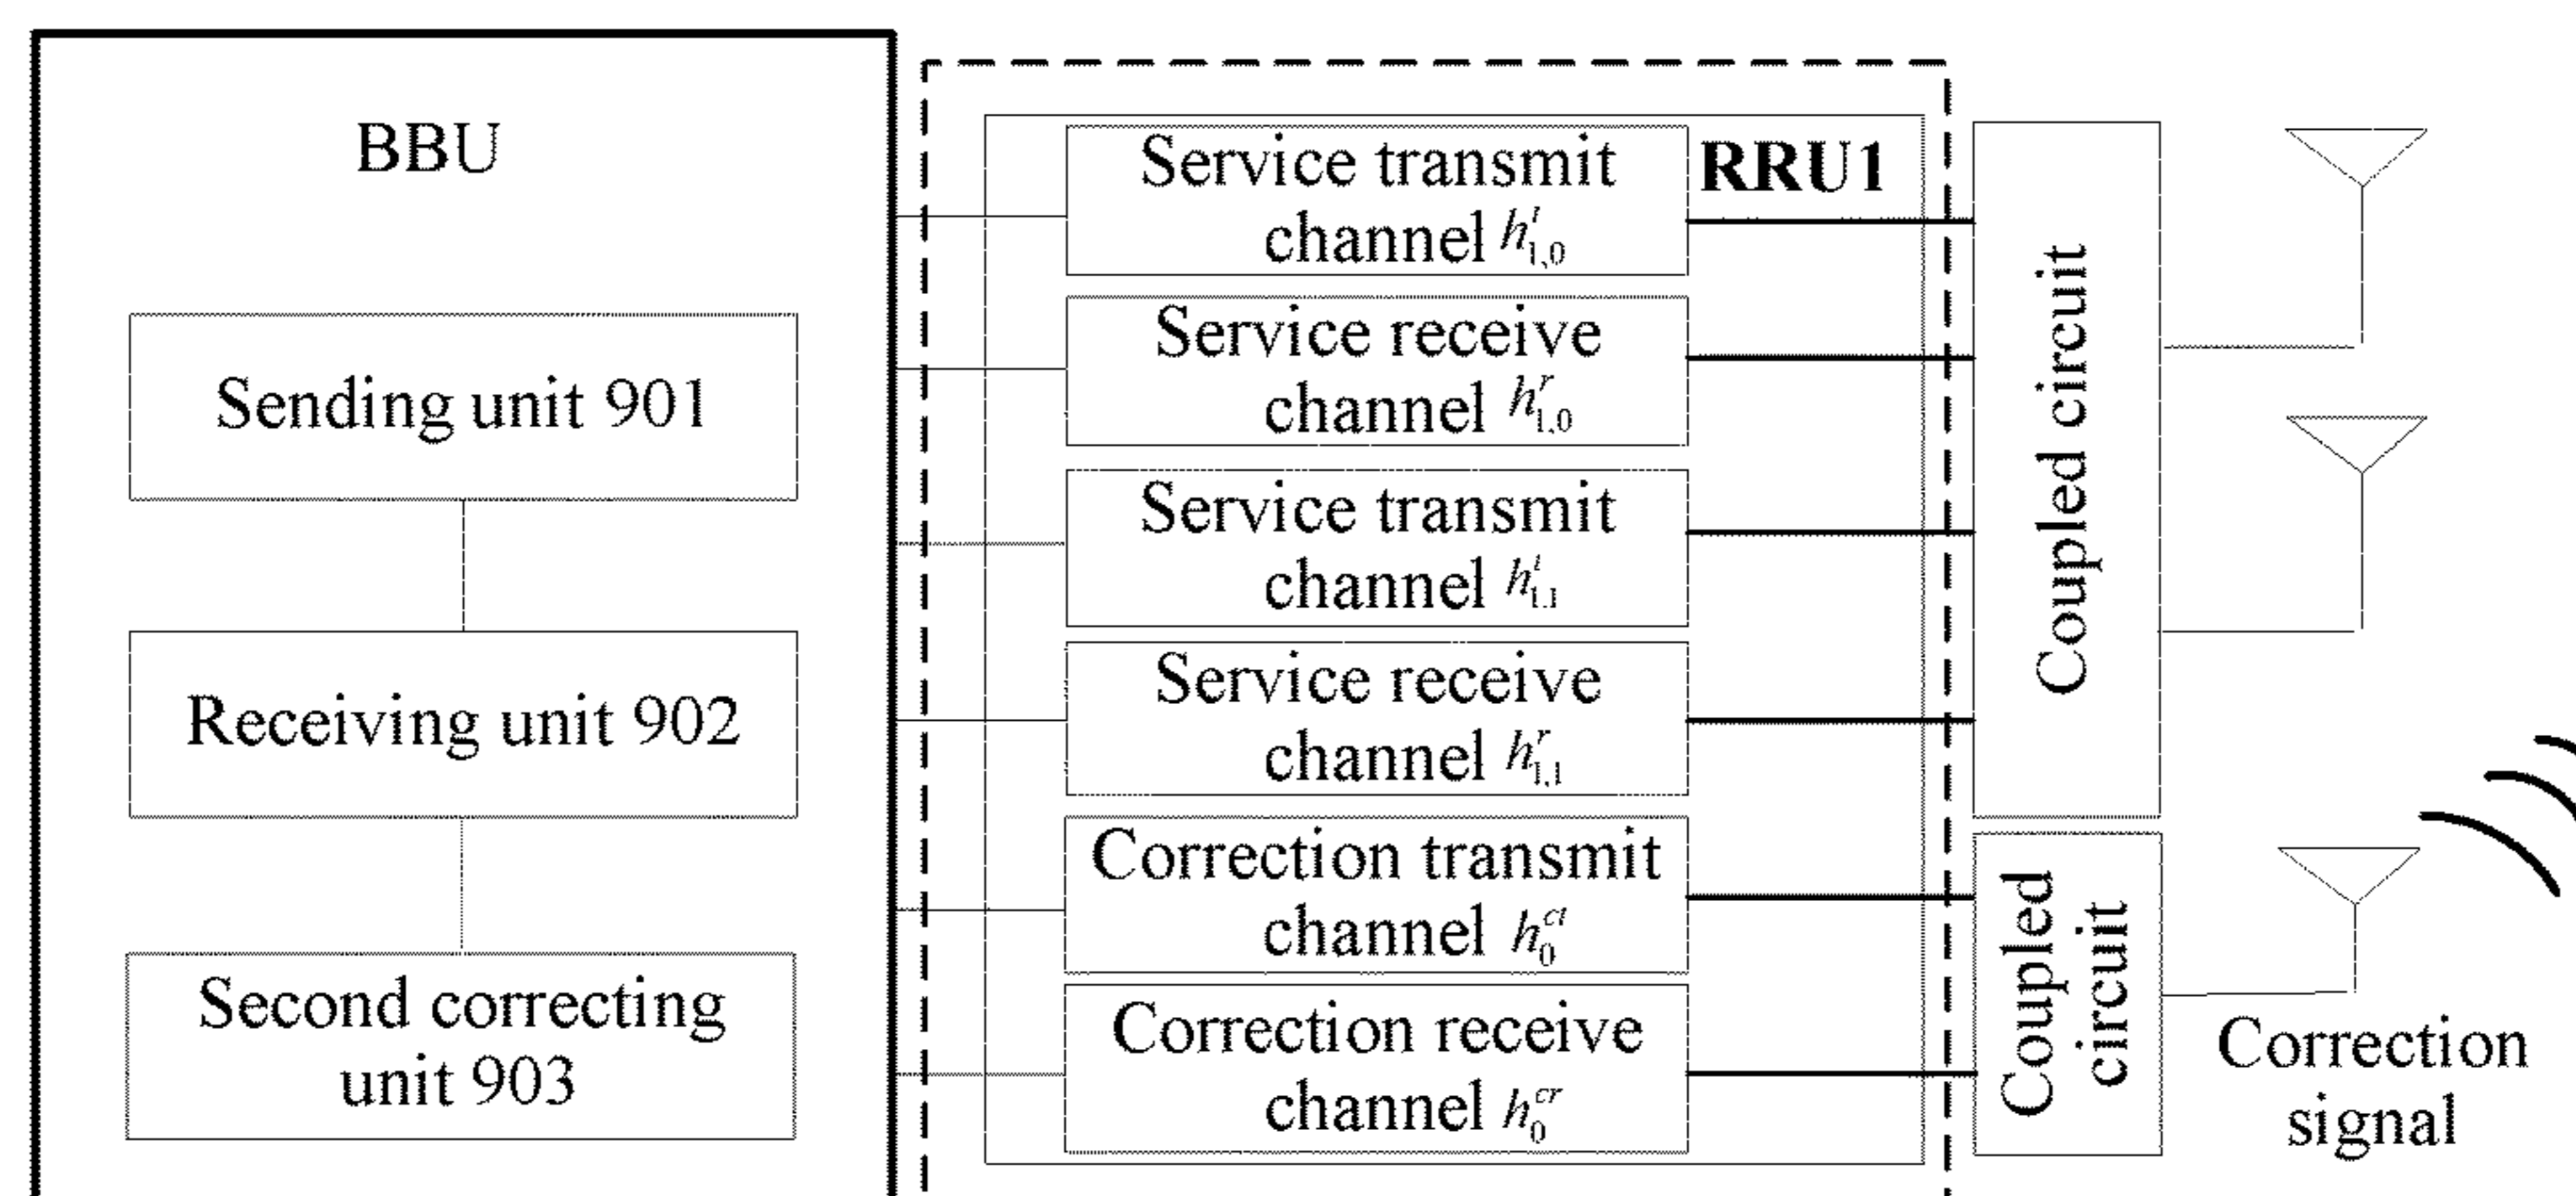 BBU
Sending unit 901
Receiving unit 902
Second correcting
unit 903
RRU1
Service transmit
channel h^t_{1,0}
Service receive
channel h^r_{1,0}
Service transmit
channel h^t_{1,1}
Service receive
channel h^r_{1,1}
Correction transmit
channel h^{ct}_0
Correction receive
channel h^{cr}_0
Coupled circuit
Coupled
circuit
Correction
signal